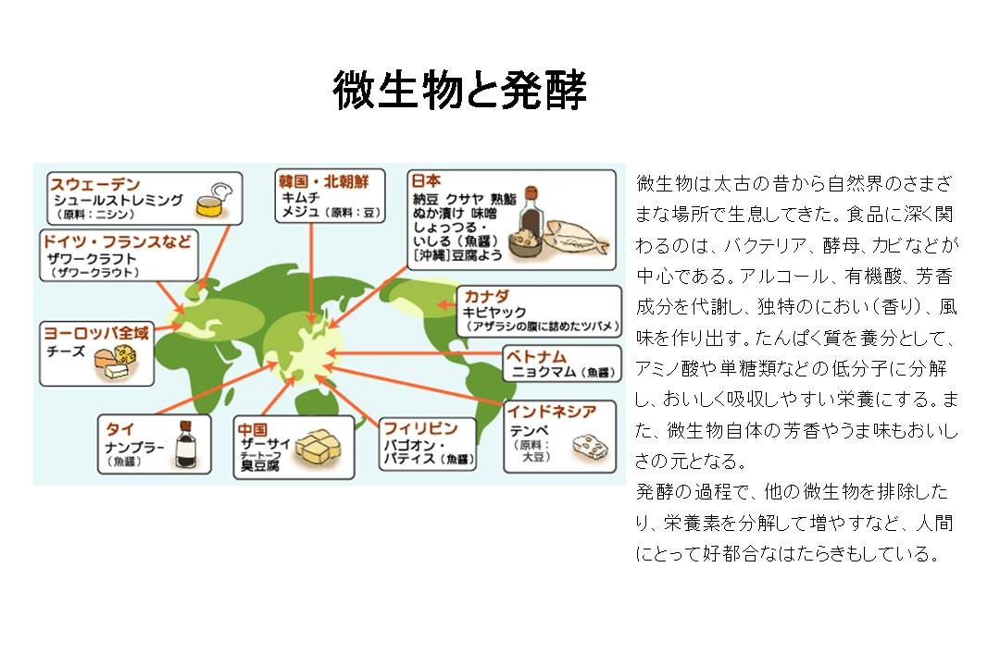 微生物と発酵
スウェーデン
シュールストレミング
（原料：ニシン）
韓国・北朝鮮
キムチ
メジュ（原料：豆）
日本
納豆 クサヤ 熟鮨
ぬか漬け 味噌
しょっつる・
いしる（魚醤）
[沖縄]豆腐よう
ドイツ・フランスなど
ザワークラフト
（ザワークラウト）
カナダ
キビヤック
（アザラシの腹に詰めたツバメ）
ヨーロッパ全域
チーズ
ベトナム
ニョクマム（魚醤）
タイ
ナンプラー
（魚醤）
中国
ザーサイ
チートーフ
臭豆腐
フィリピン
バゴオン・
パティス（魚醤）
インドネシア
テンペ
（原料：
大豆）
微生物は太古の昔から自然界のさまざ
まな場所で生息してきた。食品に深く関
わるのは、バクテリア、酵母、カビなどが
中心である。アルコール、有機酸、芳香
成分を代謝し、独特のにおい（香り）、風
味を作り出す。たんぱく質を養分として、
アミノ酸や単糖類などの低分子に分解
し、おいしく吸収しやすい栄養にする。ま
た、微生物自体の芳香やうま味もおいし
さの元となる。
発酵の過程で、他の微生物を排除した
り、栄養素を分解して増やすなど、人間
にとって好都合なはたらきもしている。